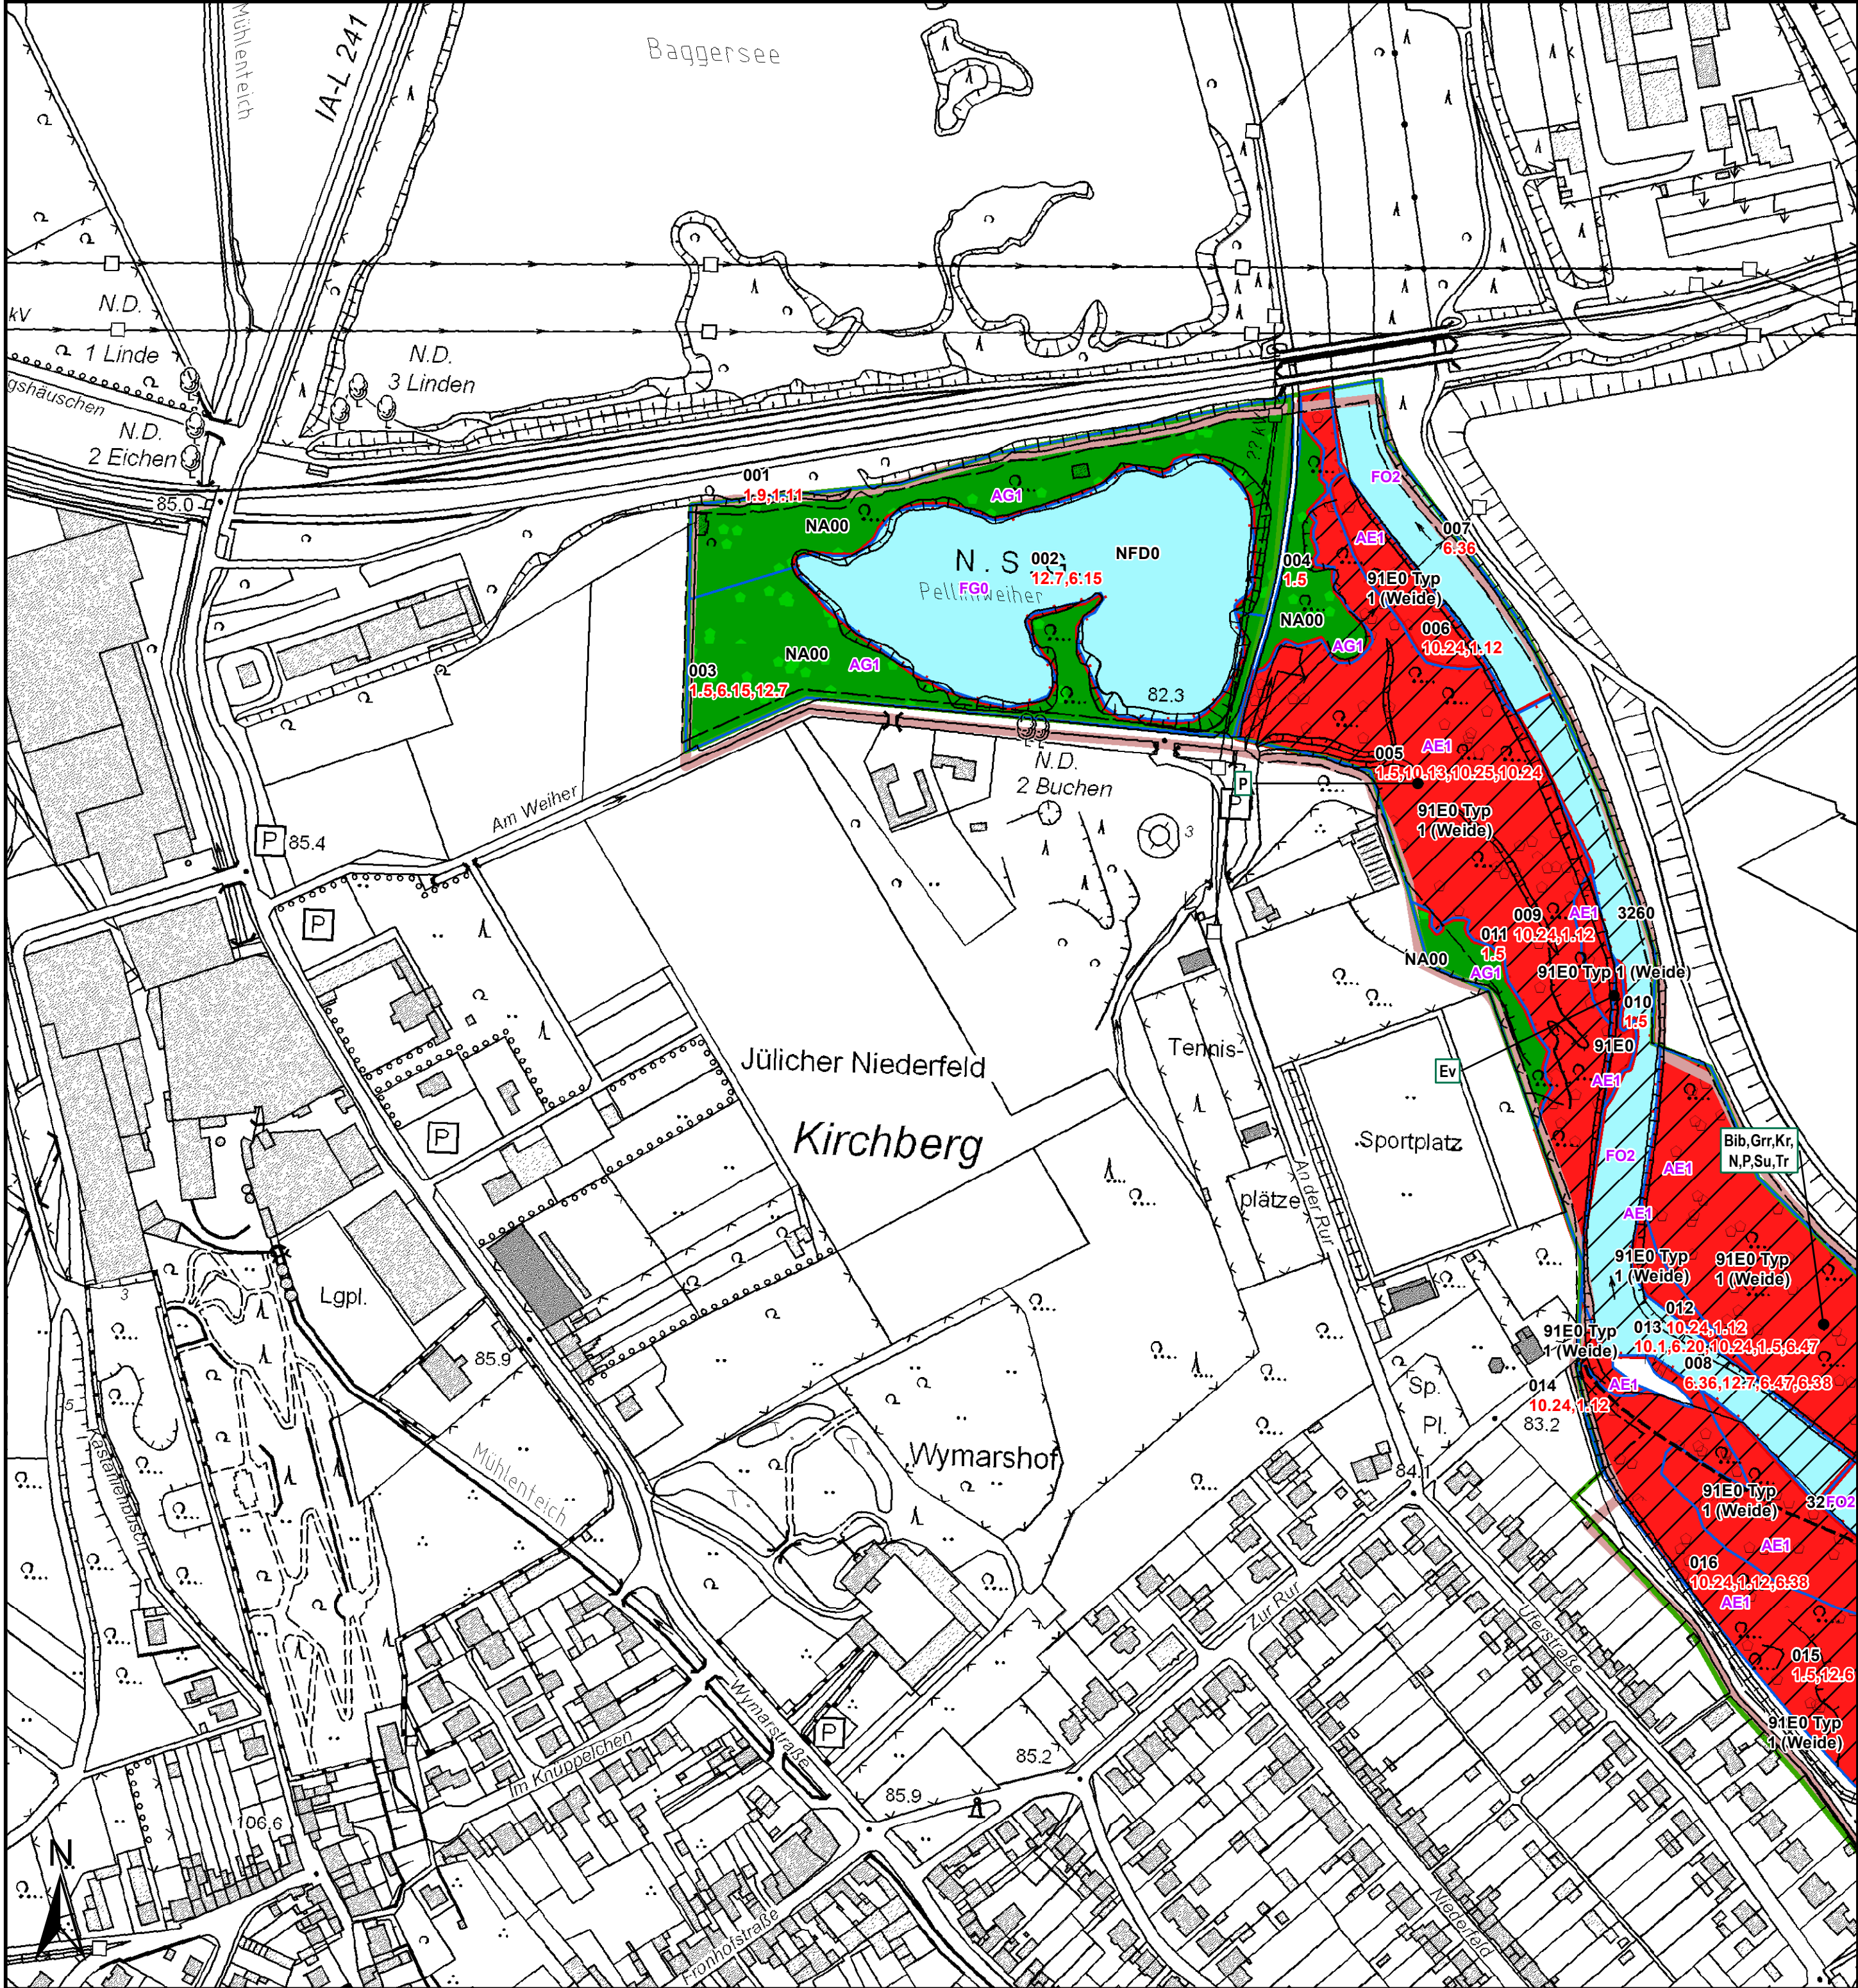 Mühlenteich
IA-L 241
Baggersee
kV
N.D.
1 Linde
N.D.
3 Linden
gshäuschen
N.D.
2 Eichen
85.0
001
1.9,1.11
AG1
NA00
?? kV
FO2
007
6.36
AE1
N.S
002
12.7,6.15
NFD0
FG0
Pelliniweiher
004
1.5
91E0 Typ
1 (Weide)
NA00
AG1
006
10.24,1.12
NA00
AG1
003
1.5,6.15,12.7
82.3
N.D.
2 Buchen
P
P
005
1.5,10.13,10.25,10.24
AE1
91E0 Typ
1 (Weide)
Am Weiher
P
85.4
3
P
009
10.24,1.12
AE1
3260
011
1.5
NA00
AG1
91E0 Typ 1 (Weide)
010
1.5
91E0
AE1
Ev
Jülicher Niederfeld
Kirchberg
Tennis-
plätze
An der Rur
Sportplatz
P
FO2
AE1
Bib,Grr,Kr,
N,P,Su,Tr
AE1
91E0 Typ
1 (Weide)
91E0 Typ
1 (Weide)
012
10.24,1.12
013
10.1,6.20,10.24,1.5,6.47
91E0 Typ
1 (Weide)
008
6.36,12.7,6.47,6.38
AE1
014
10.24,1.12
83.2
Lgpl.
3
85.9
5
Kastanienbusch
Mühlenteich
T.
T.
T.
Wymarshof
Sp.
Pl.
84.1
91E0 Typ
1 (Weide)
32
FO2
AE1
016
10.24,1.12,6.38
AE1
015
1.5,12.6
91E0 Typ
1 (Weide)
Zur Rur
Uferstraße
Wymarstraße
P
Im Knüppelchen
85.2
85.9
106.6
N
Fronhofstraße
Niederfeld